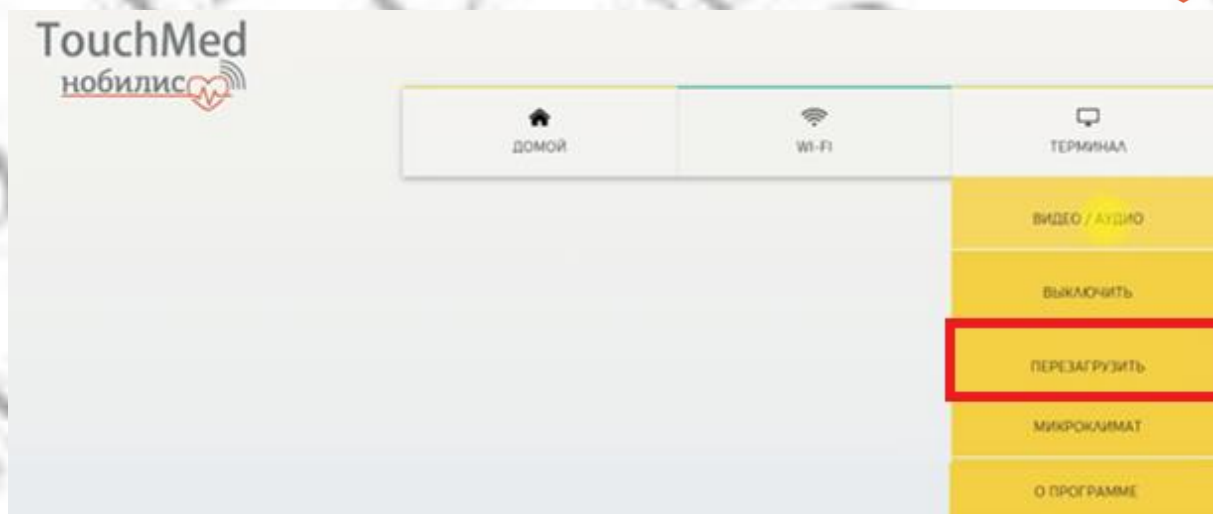 TouchMed
нобилис
ДОМОЙ
WI-FI
ТЕРМИНАЛ
ВИДЕО / АУДИО
ВЫКЛЮЧИТЬ
ПЕРЕЗАГРУЗИТЬ
МИКРОКЛИМАТ
О ПРОГРАММЕ